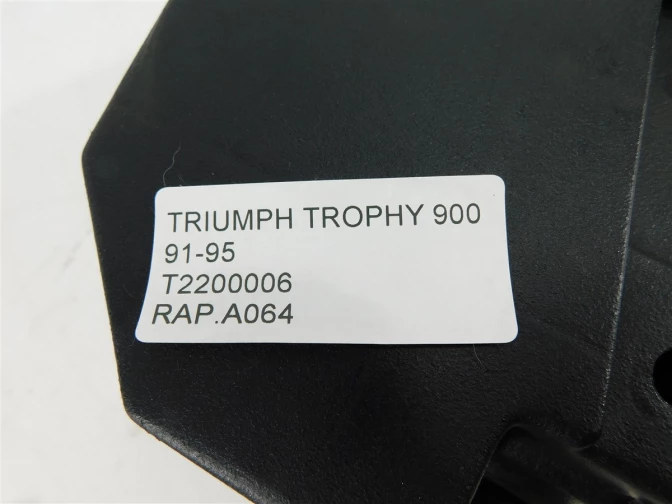 TRIUMPH TROPHY 900
91-95
T2200006
RAP.A064